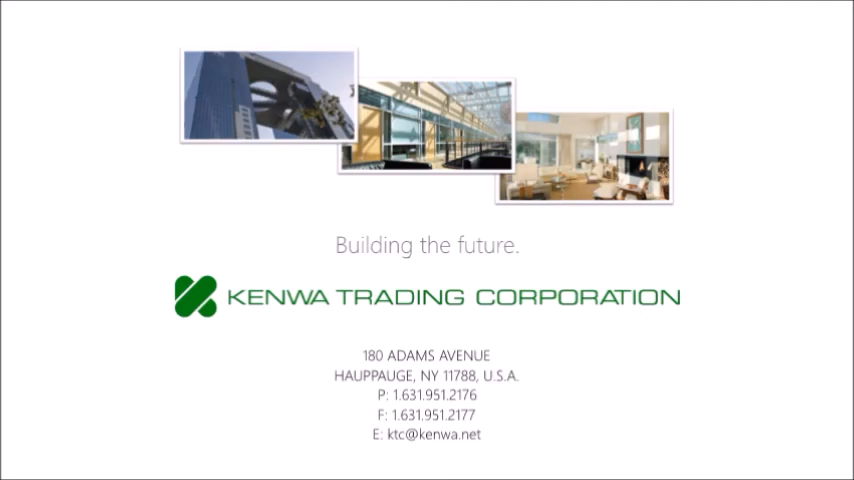 Building the future.
KENWA TRADING CORPORATION
180 ADAMS AVENUE
HAUPPAUGE, NY 11788, U.S.A.
P: 1.631.951.2176
F: 1.631.951.2177
E: ktc@kenwa.net